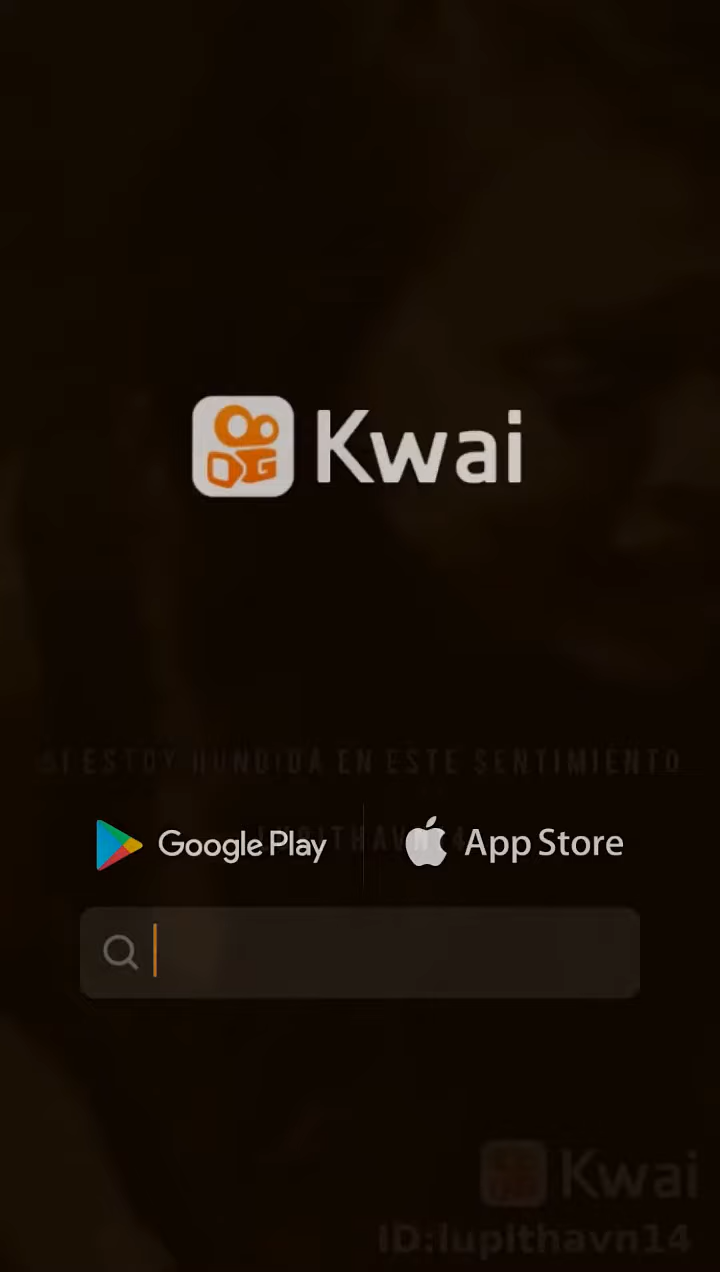 Kwai
SI ESTOY HUNDIDA EN ESTE SENTIMIENTO
Google Play
App Store
Kwai
ID:lupithavn14